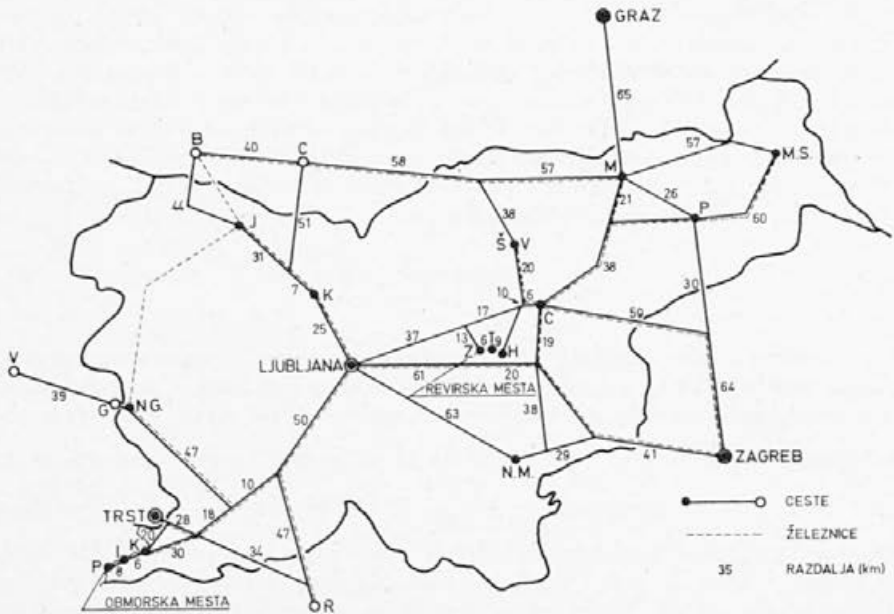 GRAZ
65
B
40
C
58
57
M
57
M.S.
44
J
51
38
21
26
P
60
31
Š
V
7
K
20
38
30
10
6
C
17
59
25
37
13
6
T
9
19
V
LJUBLJANA
Z
H
61
20
REVIRSKA MESTA
39
G
N.G.
50
63
38
64
47
N.M.
29
41
ZAGREB
10
TRST
28
18
47
CESTE
20
K
30
34
ŽELEZNICE
I
P
8
6
35
RAZDALJA (km)
OBMORSKA MESTA
R